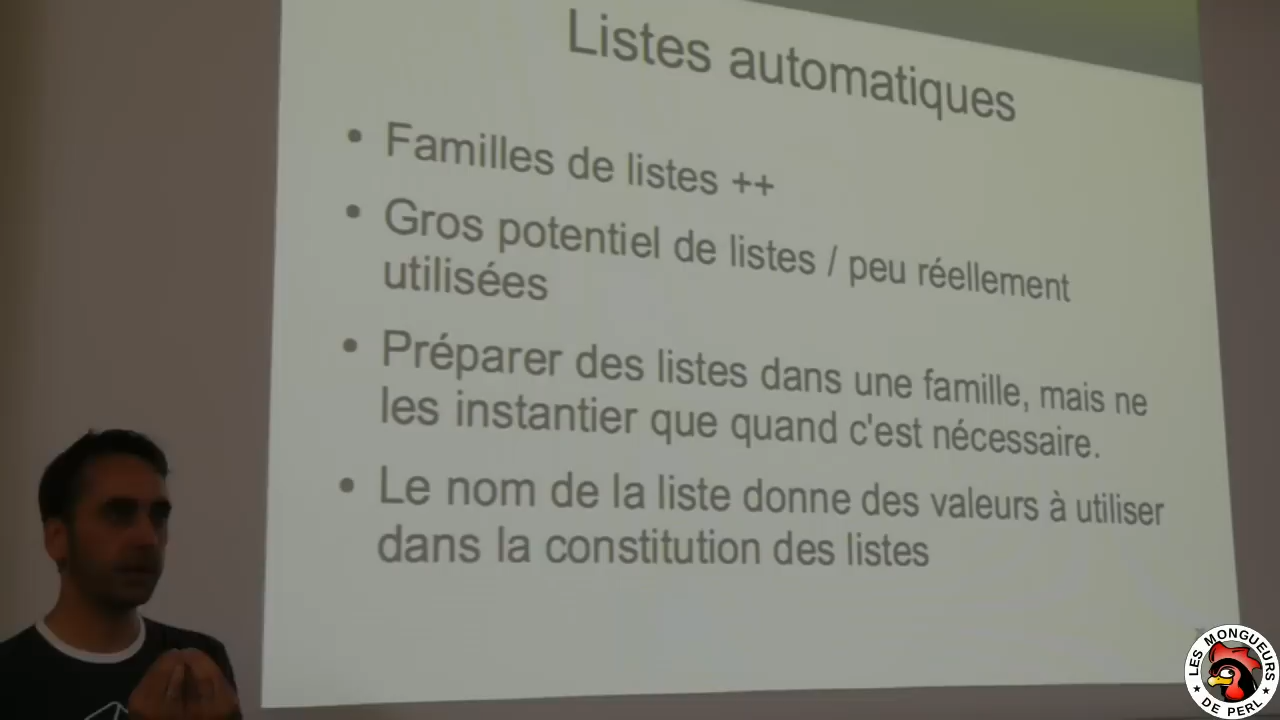 Listes automatiques
• Familles de listes ++
• Gros potentiel de listes / peu réellement
utilisées
• Préparer des listes dans une famille, mais ne
les instantier que quand c'est nécessaire.
• Le nom de la liste donne des valeurs à utiliser
dans la constitution des listes
LES MONGUEURS
★ DE PERL ★